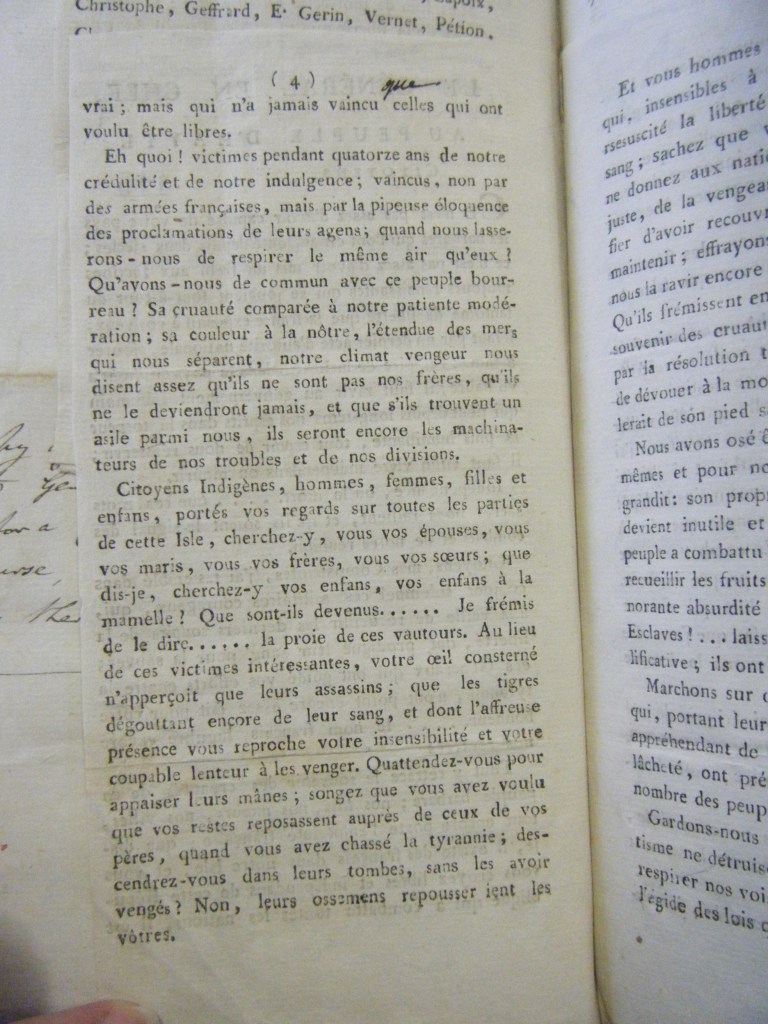 Christophe, Geffrard, E. Gerin, Vernet, Pétion,
( 4 )
que
vrai ; mais qui n'a jamais vaincu celles qui ont
voulu être libres.
Eh quoi ! victimes pendant quatorze ans de notre
crédulité et de notre indulgence ; vaincus, non par
des armées françaises, mais par la pipeuse éloquence
des proclamations de leurs agens ; quand nous lasse-
rons - nous de respirer le même air qu'eux ?
Qu'avons - nous de commun avec ce peuple bour-
reau ? Sa cruauté comparée à notre patiente modé-
ration ; sa couleur à la nôtre, l'étendue des mers
qui nous séparent, notre climat vengeur nous
disent assez qu'ils ne sont pas nos frères, qu'ils
ne le deviendront jamais, et que s'ils trouvent un
asile parmi nous, ils seront encore les machina-
teurs de nos troubles et de nos divisions.
Citoyens Indigènes, hommes, femmes, filles et
enfans, portés vos regards sur toutes les parties
de cette Isle, cherchez-y, vous vos épouses, vous
vos maris, vous vos frères, vous vos sœurs ; que
dis-je, cherchez-y vos enfans, vos enfans à la
mamelle ? Que sont-ils devenus...... Je frémis
de le dire...... la proie de ces vautours. Au lieu
de ces victimes intéressantes, votre œil consterné
n'apperçoit que leurs assassins ; que les tigres
dégouttant encore de leur sang, et dont l'affreuse
présence vous reproche votre insensibilité et votre
coupable lenteur à les venger. Quattendez-vous pour
appaiser leurs mânes ; songez que vous avez voulu
que vos restes reposassent auprès de ceux de vos
pères, quand vous avez chassé la tyrannie ; des-
cendrez-vous dans leurs tombes, sans les avoir
vengés ? Non, leurs ossemens repousser ient les
vôtres.
Et vous hommes
qui, insensibles à
rsesuscité la liberté
sang ; sachez que
ne donnez aux nati
juste, de la vengea
fier d'avoir recouv
maintenir ; effrayons
nous la ravir encore
Qu'ils frémissent en
souvenir des cruau
par la résolution
de dévouer à la mo
lerait de son pied s
Nous avons osé ê
mêmes et pour no
grandit : son propr
devient inutile et
peuple a combattu
recueillir les fruits
norante absurdité
Esclaves ! ... laiss
lificative ; ils ont
Marchons sur
qui, portant leur
appréhendant de
lâcheté, ont pré
nombre des peup
Gardons-nous
tisme ne détruise
respirer nos voi
l'égide des lois
for a
the